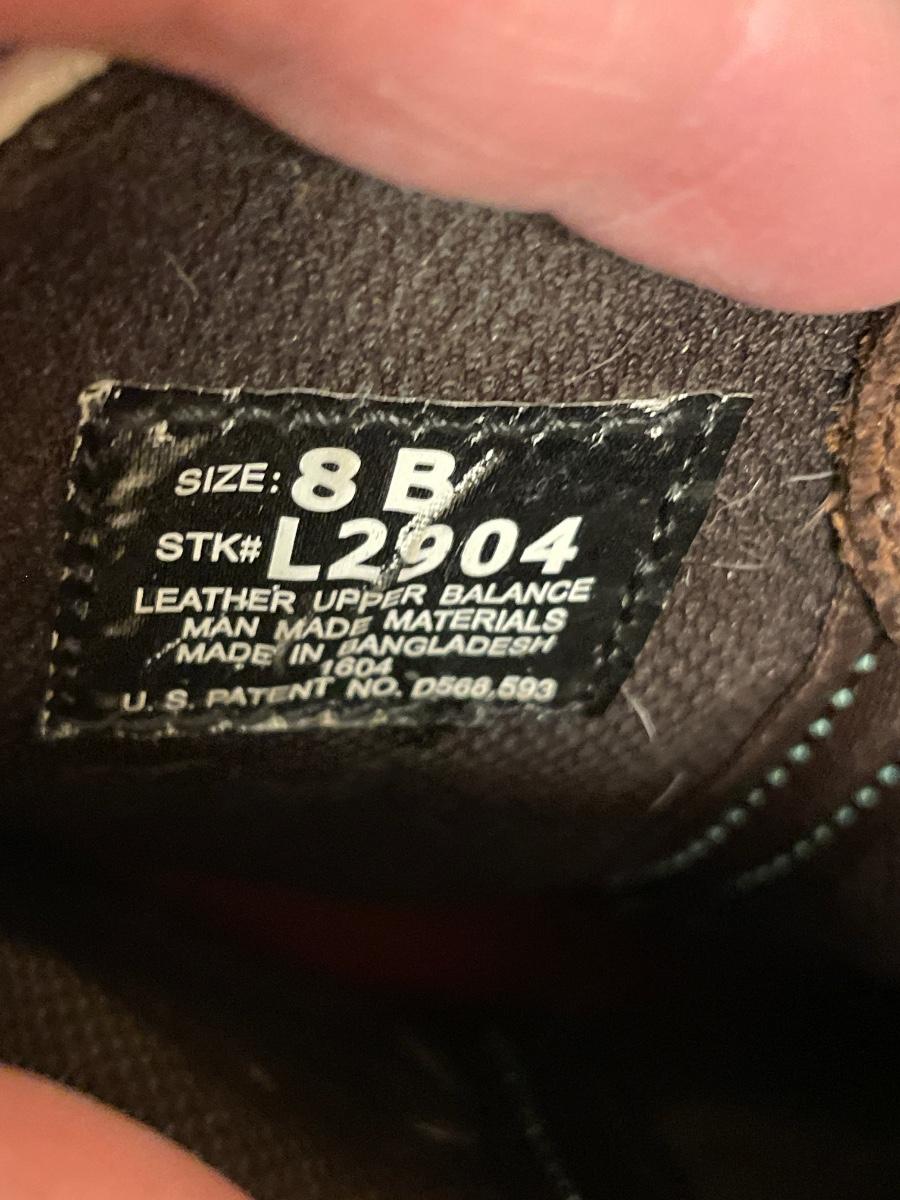 SIZE: 8 B
STK# L2904
LEATHER UPPER BALANCE
MAN MADE MATERIALS
MADE IN BANGLADESH
1604
U. S. PATENT NO. D568,593